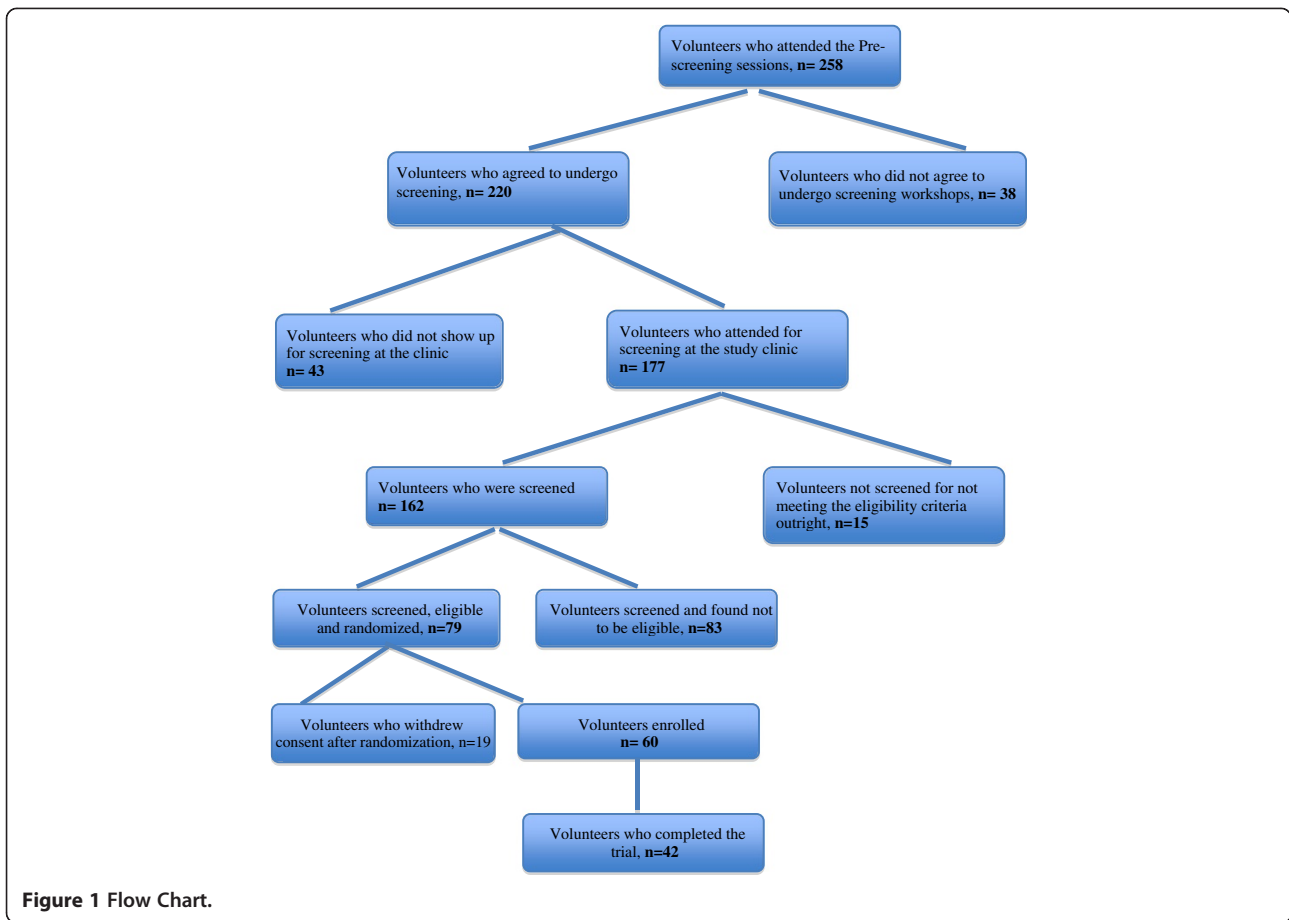 Volunteers who attended the Pre-
screening sessions, n= 258
Volunteers who agreed to undergo
screening, n= 220
Volunteers who did not agree to
undergo screening workshops, n= 38
Volunteers who did not show up
for screening at the clinic
n= 43
Volunteers who attended for
screening at the study clinic
n= 177
Volunteers who were screened
n= 162
Volunteers not screened for not
meeting the eligibility criteria
outright, n=15
Volunteers screened, eligible
and randomized, n=79
Volunteers screened and found not
to be eligible, n=83
Volunteers who withdrew
consent after randomization, n=19
Volunteers enrolled
n= 60
Volunteers who completed the
trial, n=42
Figure 1 Flow Chart.